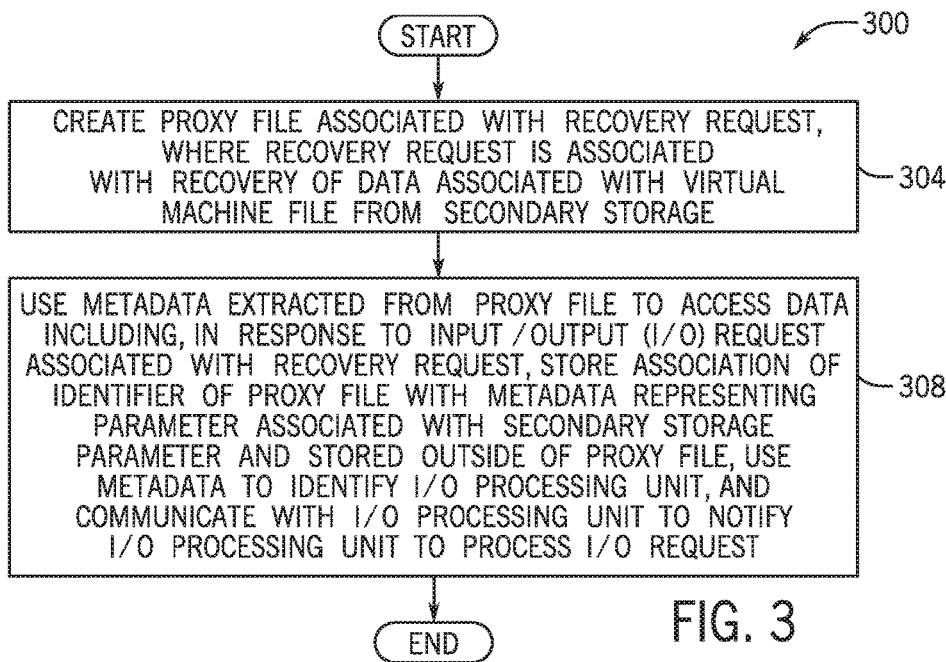 START
300
CREATE PROXY FILE ASSOCIATED WITH RECOVERY REQUEST,
WHERE RECOVERY REQUEST IS ASSOCIATED
WITH RECOVERY OF DATA ASSOCIATED WITH VIRTUAL
MACHINE FILE FROM SECONDARY STORAGE
304
USE METADATA EXTRACTED FROM PROXY FILE TO ACCESS DATA
INCLUDING, IN RESPONSE TO INPUT/OUTPUT (I/O) REQUEST
ASSOCIATED WITH RECOVERY REQUEST, STORE ASSOCIATION OF
IDENTIFIER OF PROXY FILE WITH METADATA REPRESENTING
PARAMETER ASSOCIATED WITH SECONDARY STORAGE
PARAMETER AND STORED OUTSIDE OF PROXY FILE, USE
METADATA TO IDENTIFY I/O PROCESSING UNIT, AND
COMMUNICATE WITH I/O PROCESSING UNIT TO NOTIFY
I/O PROCESSING UNIT TO PROCESS I/O REQUEST
308
END
FIG. 3